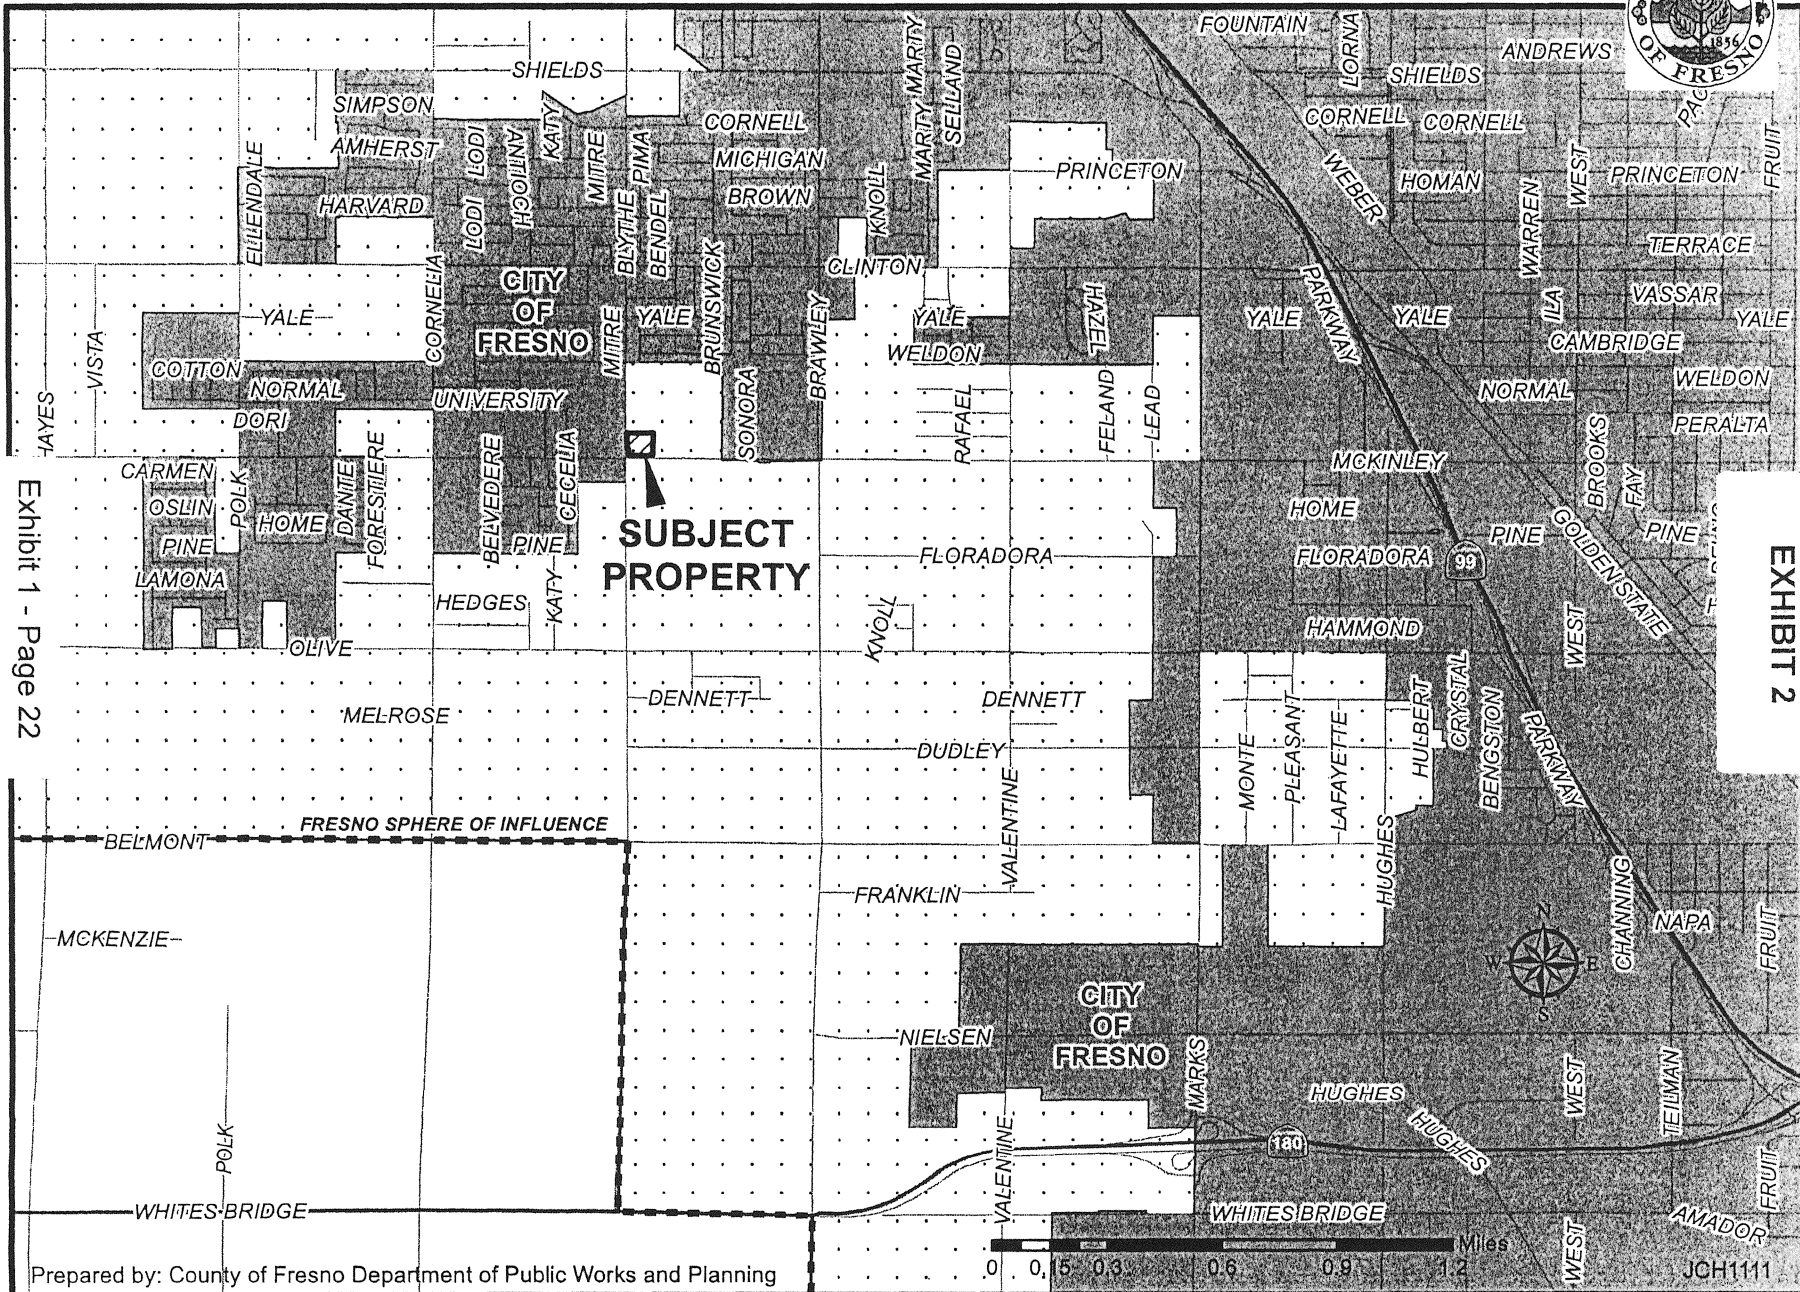 FOUNTAIN
LORNA
ANDREWS
1856
OF FRESNO
SHIELDS
MARTY
MARTY
SELLAND
SHIELDS
SIMPSON
LODI
LODI
KATY
MITRE
PIMA
CORNELL
CORNELL
CORNELL
AMHERST
ELLENDALE
MICHIGAN
PRINCETON
WEBER
HOMAN
WEST
PRINCETON
FRUIT
HARVARD
BROWN
KNOLL
WARREN
BLYTHE
BENDEL
TERRACE
CLINTON
CITY
OF
FRESNO
CORNELIA
BRUNSWICK
BRAWLEY
HAZEL
PARKWAY
ILA
VASSAR
YALE
MITRE
YALE
YALE
YALE
YALE
YALE
VISTA
WELDON
CAMBRIDGE
COTTON
NORMAL
NORMAL
WELDON
HAYES
DORI
UNIVERSITY
SONORA
RAFAEL
FELAND
LEAD
PERALTA
CARMEN
POLK
DANTE
FORESTIERE
BELVEDERE
CECELIA
MCKINLEY
BROOKS
FAY
OSLIN
HOME
HOME
PINE
PINE
PINE
PINE
SUBJECT
PROPERTY
FLORADORA
FLORADORA
99
GOLDEN STATE
LAMONA
HEDGES
KATY
KNOLL
HAMMOND
WEST
OLIVE
Exhibit 1 - Page 22
EXHIBIT 2
DENNETT
DENNETT
MELROSE
DUDLEY
MONTE
PLEASANT
LAFAYETTE
HULBERT
CRYSTAL
BENGSTON
PARKWAY
FRESNO SPHERE OF INFLUENCE
BELMONT
VALENTINE
HUGHES
FRANKLIN
CHANNING
NAPA
FRUIT
MCKENZIE
N
W E
S
CITY
OF
FRESNO
NIELSEN
MARKS
HUGHES
HUGHES
WEST
TEILMAN
POLK
VALENTINE
180
FRUIT
WHITES BRIDGE
WHITES BRIDGE
AMADOR
WEST
Miles
0 0.15 0.3 0.6 0.9 1.2
Prepared by: County of Fresno Department of Public Works and Planning
JCH1111